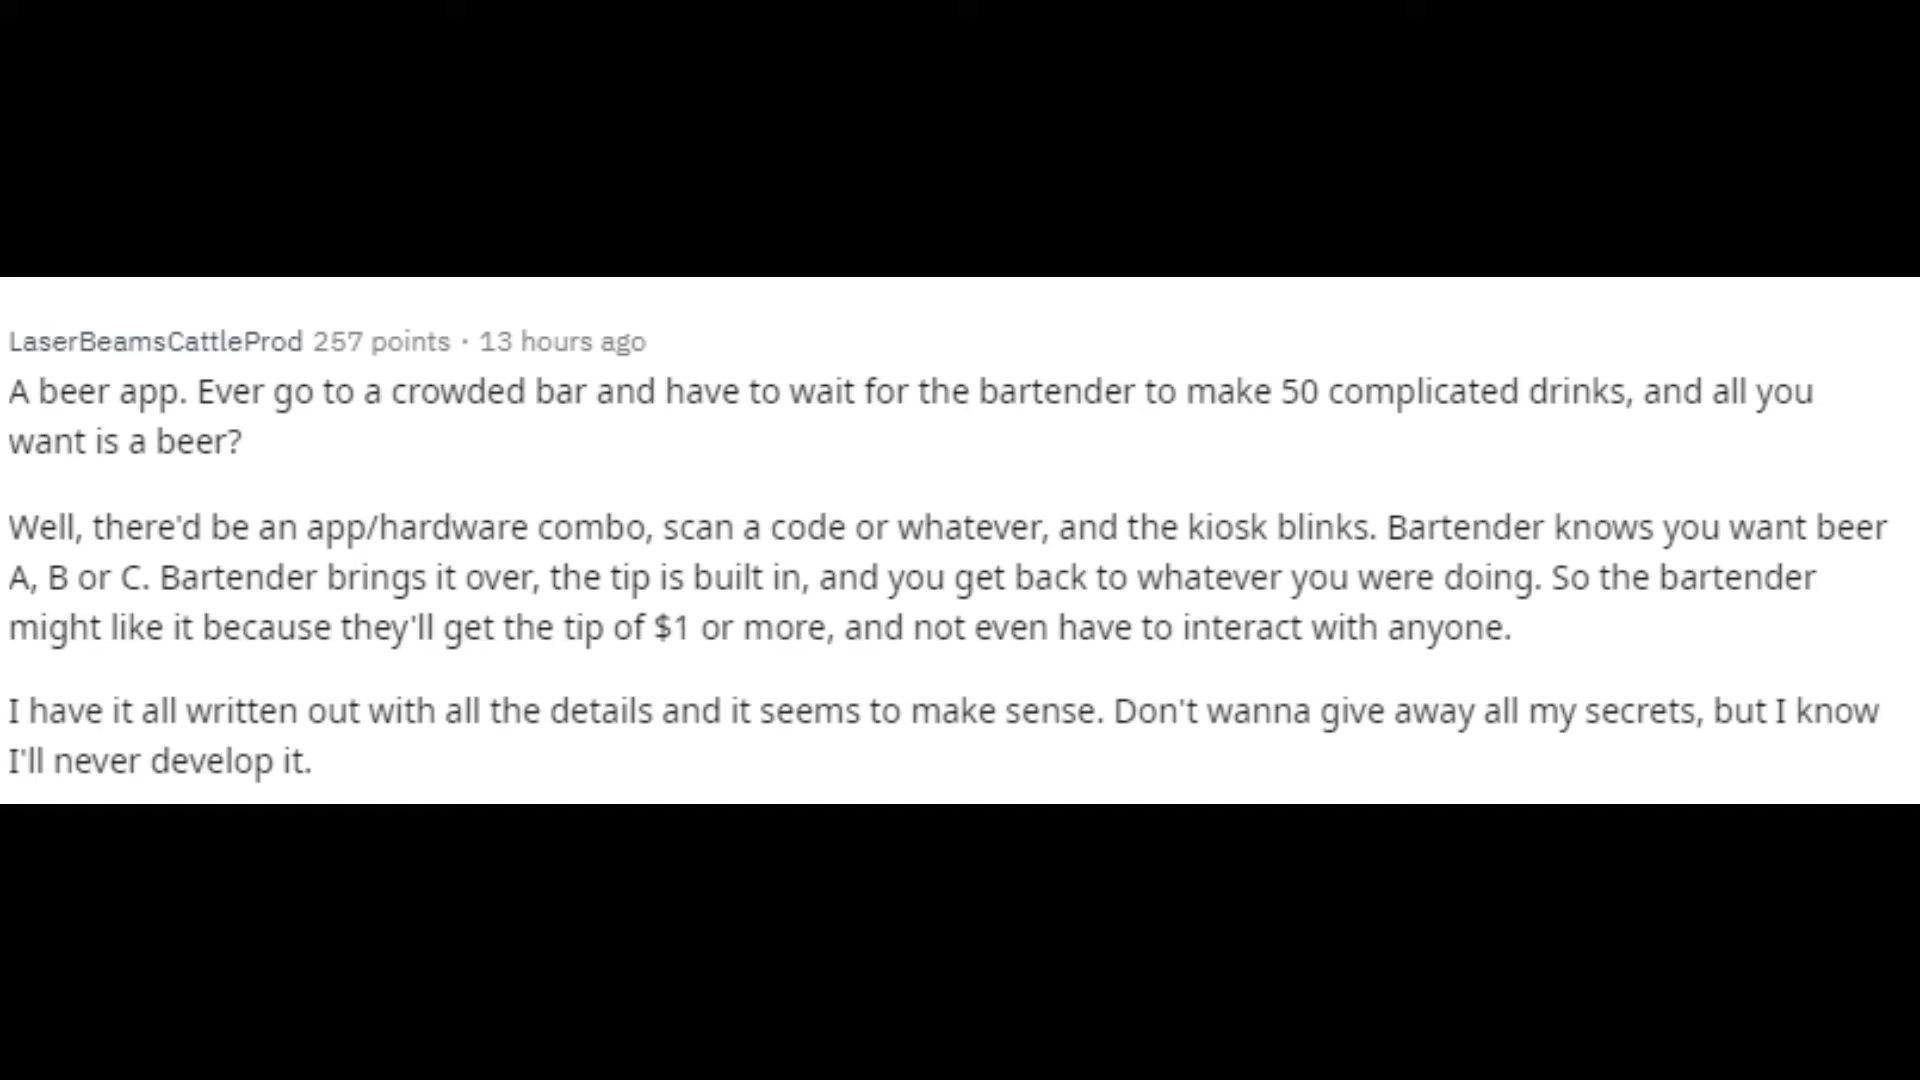 LaserBeamsCattleProd 257 points · 13 hours ago
A beer app. Ever go to a crowded bar and have to wait for the bartender to make 50 complicated drinks, and all you
want is a beer?
Well, there'd be an app/hardware combo, scan a code or whatever, and the kiosk blinks. Bartender knows you want beer
A, B or C. Bartender brings it over, the tip is built in, and you get back to whatever you were doing. So the bartender
might like it because they'll get the tip of $1 or more, and not even have to interact with anyone.
I have it all written out with all the details and it seems to make sense. Don't wanna give away all my secrets, but I know
I'll never develop it.